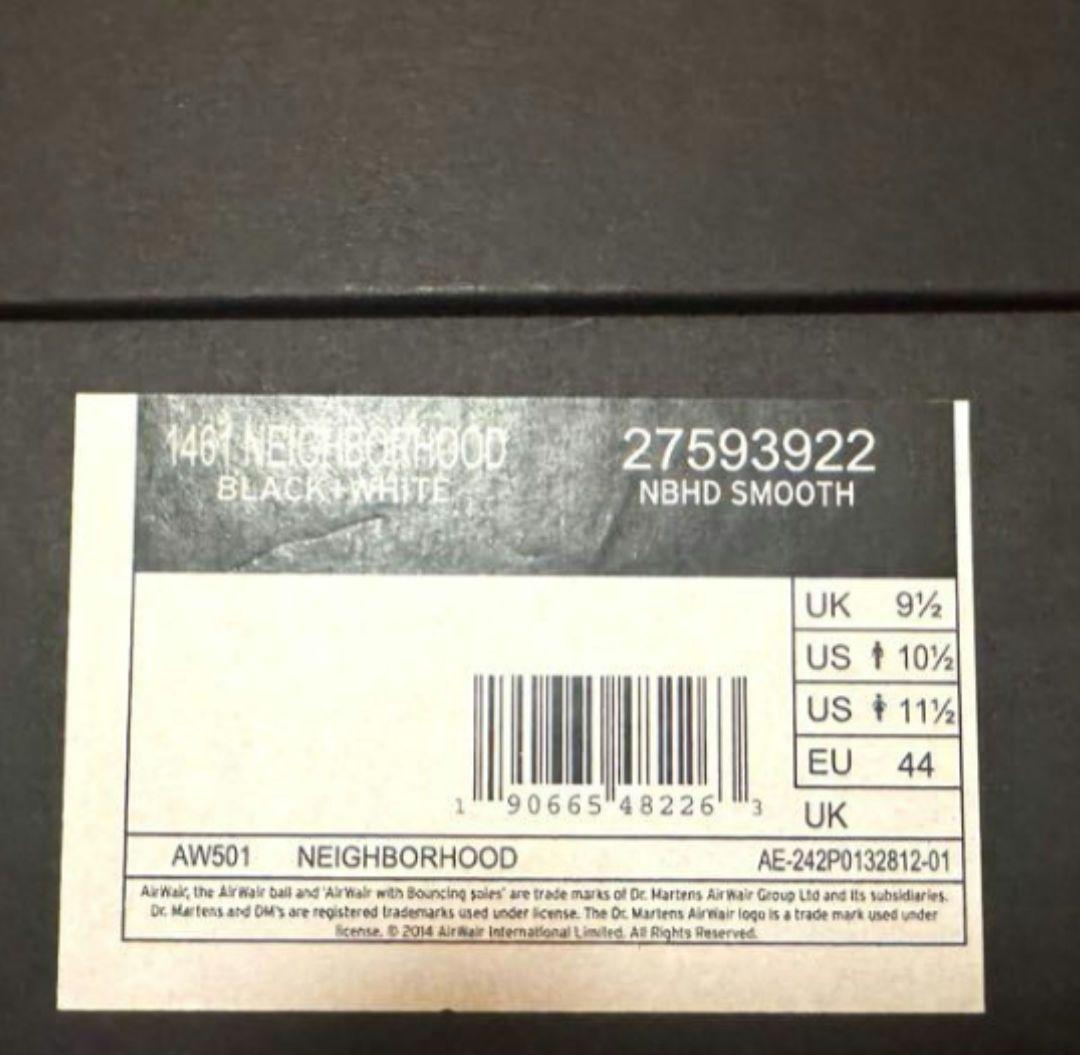 1461 NEIGHBORHOOD
BLACK+WHITE
27593922
NBHD SMOOTH
UK 9½
US 10½
US 11½
EU 44
UK
1 90665 48226 3
AW501 NEIGHBORHOOD AE-242P0132812-01
AirWair, the AirWair ball and 'AirWair with Bouncing soles' are trade marks of Dr. Martens AirWair Group Ltd and its subsidiaries.
Dr. Martens and DM's are registered trademarks used under license. The Dr. Martens AirWair logo is a trade mark used under
license. © 2014 AirWair International Limited. All Rights Reserved.